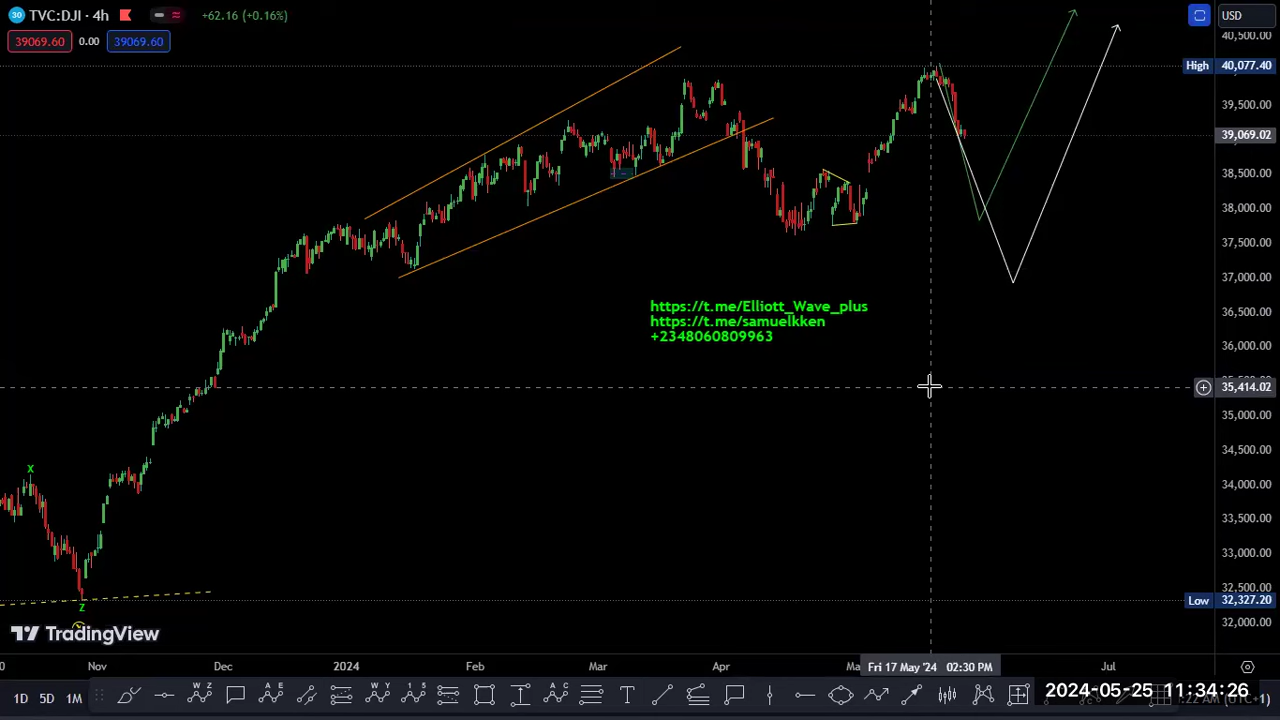 30 TVC:DJI · 4h
+62.16 (+0.16%)
USD
39069.60 0.00 39069.60
40,500.00
High 40,077.40
39,500.00
39,069.02
38,500.00
38,000.00
37,500.00
37,000.00
https://t.me/Elliott_Wave_plus
https://t.me/samuelkken
+2348060809963
36,500.00
36,000.00
35,414.02
35,000.00
34,500.00
X
34,000.00
33,500.00
33,000.00
32,500.00
Low 32,327.20
Z
32,000.00
TradingView
Nov Dec 2024 Feb Mar Apr Fri 17 May '24 02:30 PM Jul
1D 5D 1M
2024-05-25 11:34:26